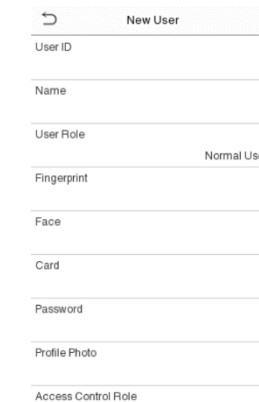 New User
User ID
Name
User Role
Normal Us
Fingerprint
Face
Card
Password
Profile Photo
Access Control Role